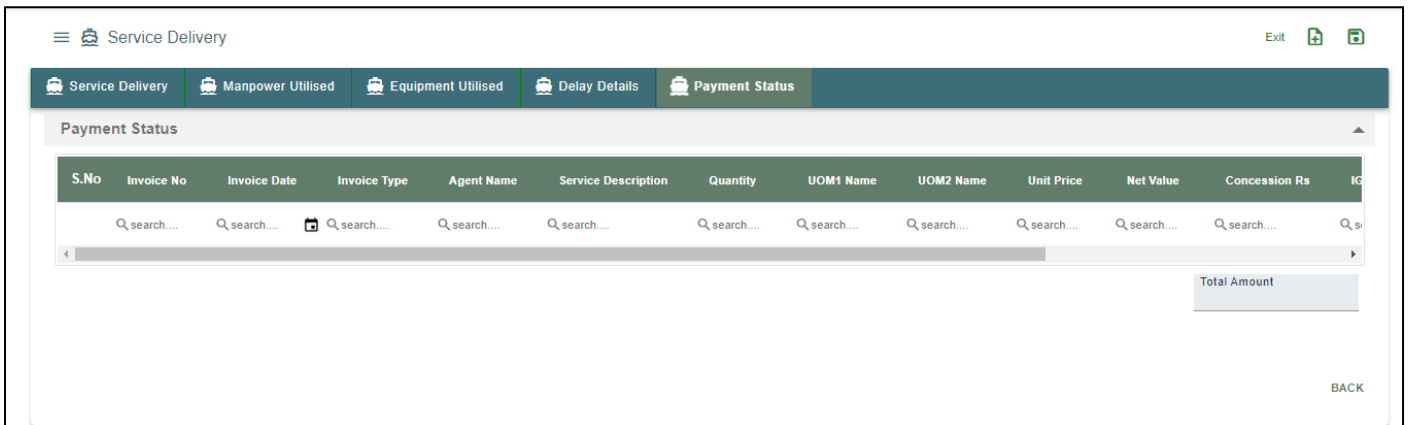 Service Delivery Exit
Service Delivery Manpower Utilised Equipment Utilised Delay Details Payment Status
Payment Status
S.No Invoice No Invoice Date Invoice Type Agent Name Service Description Quantity UOM1 Name UOM2 Name Unit Price Net Value Concession Rs IG
search.... search.... search.... search.... search.... search.... search.... search.... search.... search.... search.... s
Total Amount
BACK